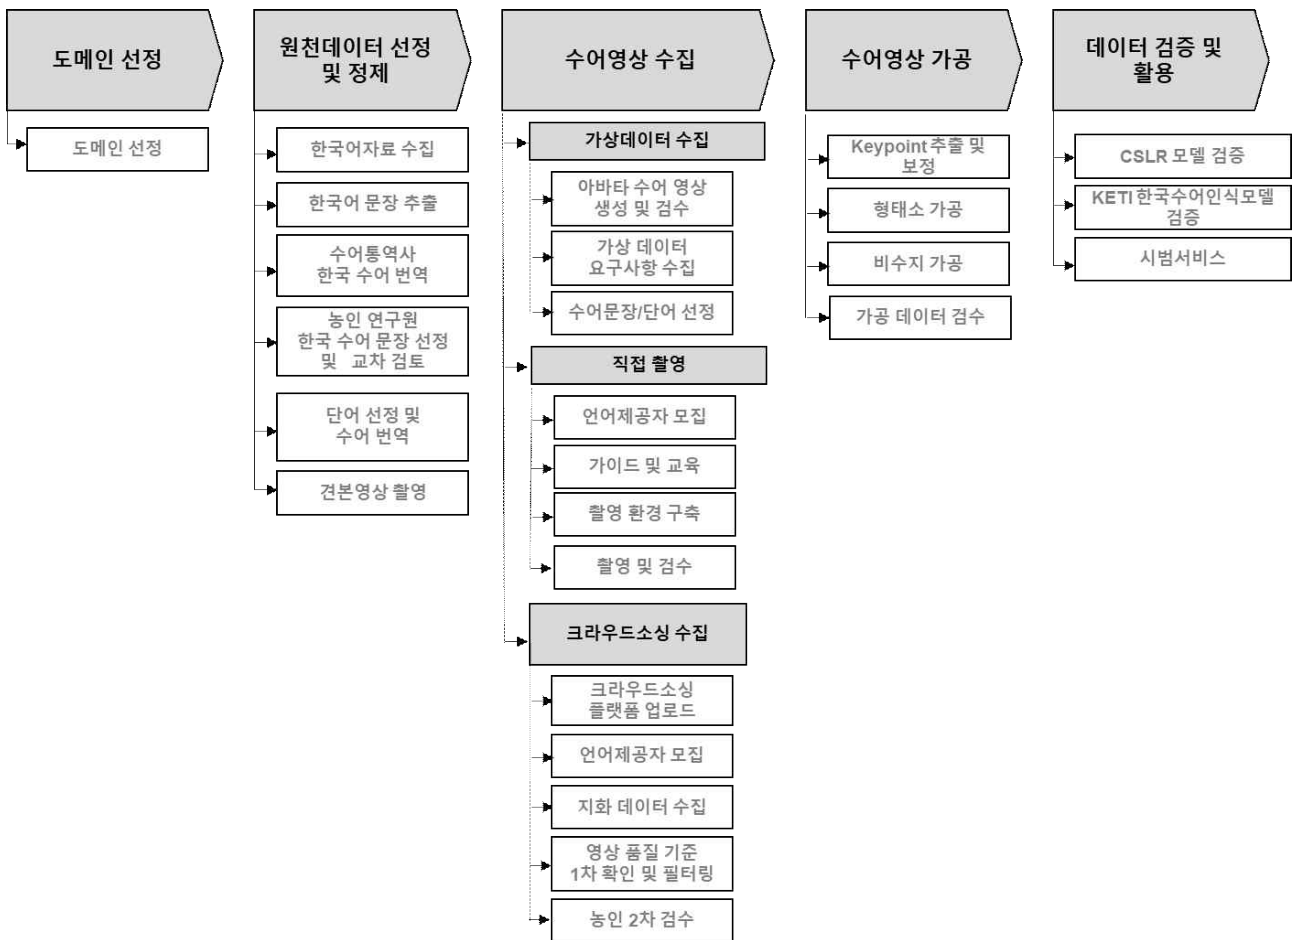 도메인 선정
도메인 선정
원천데이터 선정
및 정제
한국어자료 수집
한국어 문장 추출
수어통역사
한국 수어 번역
농인 연구원
한국 수어 문장 선정
및 교차 검토
단어 선정 및
수어 번역
견본영상 촬영
수어영상 수집
가상데이터 수집
아바타 수어 영상
생성 및 검수
가상 데이터
요구사항 수집
수어문장/단어 선정
직접 촬영
언어제공자 모집
가이드 및 교육
촬영 환경 구축
촬영 및 검수
크라우드소싱 수집
크라우드소싱
플랫폼 업로드
언어제공자 모집
지화 데이터 수집
영상 품질 기준
1차 확인 및 필터링
농인 2차 검수
수어영상 가공
Keypoint 추출 및
보정
형태소 가공
비수지 가공
가공 데이터 검수
데이터 검증 및
활용
CSLR 모델 검증
KETI 한국수어인식모델
검증
시범서비스